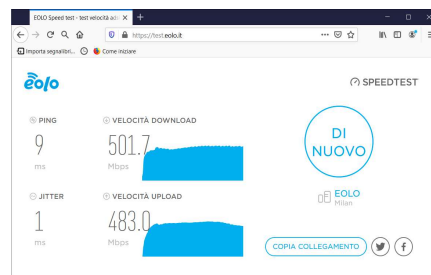 EOLO Speed test - test velocità ads
https://test.eolo.it
Importa segnalibri... Come iniziare
eolo
SPEEDTEST
PING
9
ms
VELOCITÀ DOWNLOAD
501.7
Mbps
DI
NUOVO
JITTER
1
ms
VELOCITÀ UPLOAD
483.0
Mbps
EOLO
Milan
COPIA COLLEGAMENTO